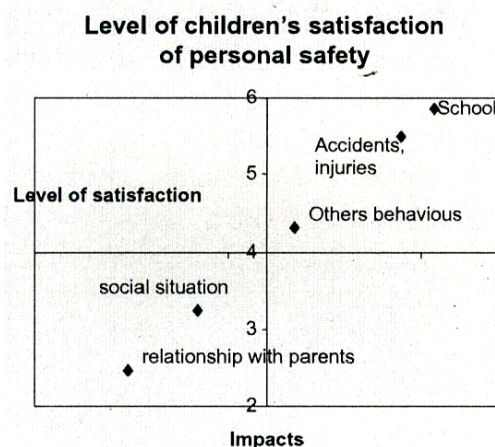 Level of children's satisfaction
of personal safety
6
School
Accidents,
injuries
5
Level of satisfaction
Others behavious
4
social situation
3
relationship with parents
2
Impacts